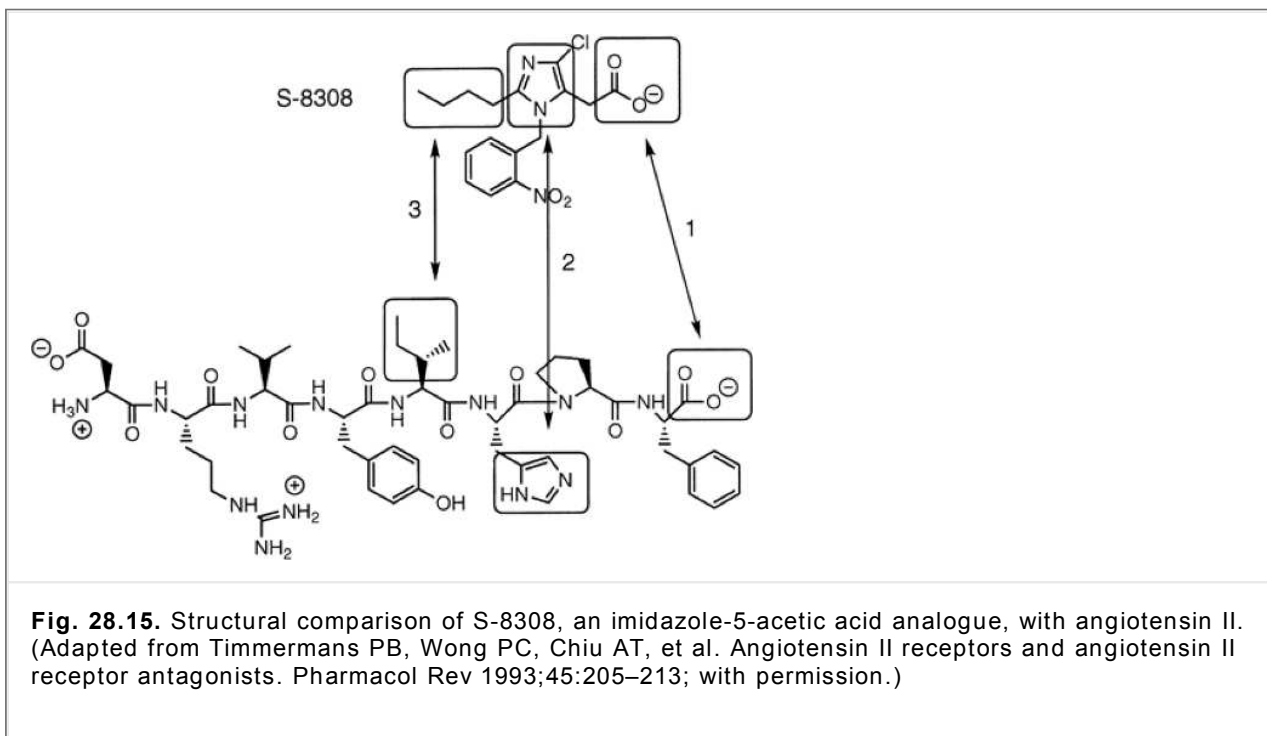 Cl
N
O
S-8308
O⊖
N
NO2
3
1
2
O
⊖O
O
O
O
O
H
H
H3N
N
N
H
N
N
H
NH
N
NH
O⊖
⊕
O
O
O
O
⊕
NH
NH2
OH
HN
N
NH2
Fig. 28.15. Structural comparison of S-8308, an imidazole-5-acetic acid analogue, with angiotensin II.
(Adapted from Timmermans PB, Wong PC, Chiu AT, et al. Angiotensin II receptors and angiotensin II
receptor antagonists. Pharmacol Rev 1993;45:205–213; with permission.)